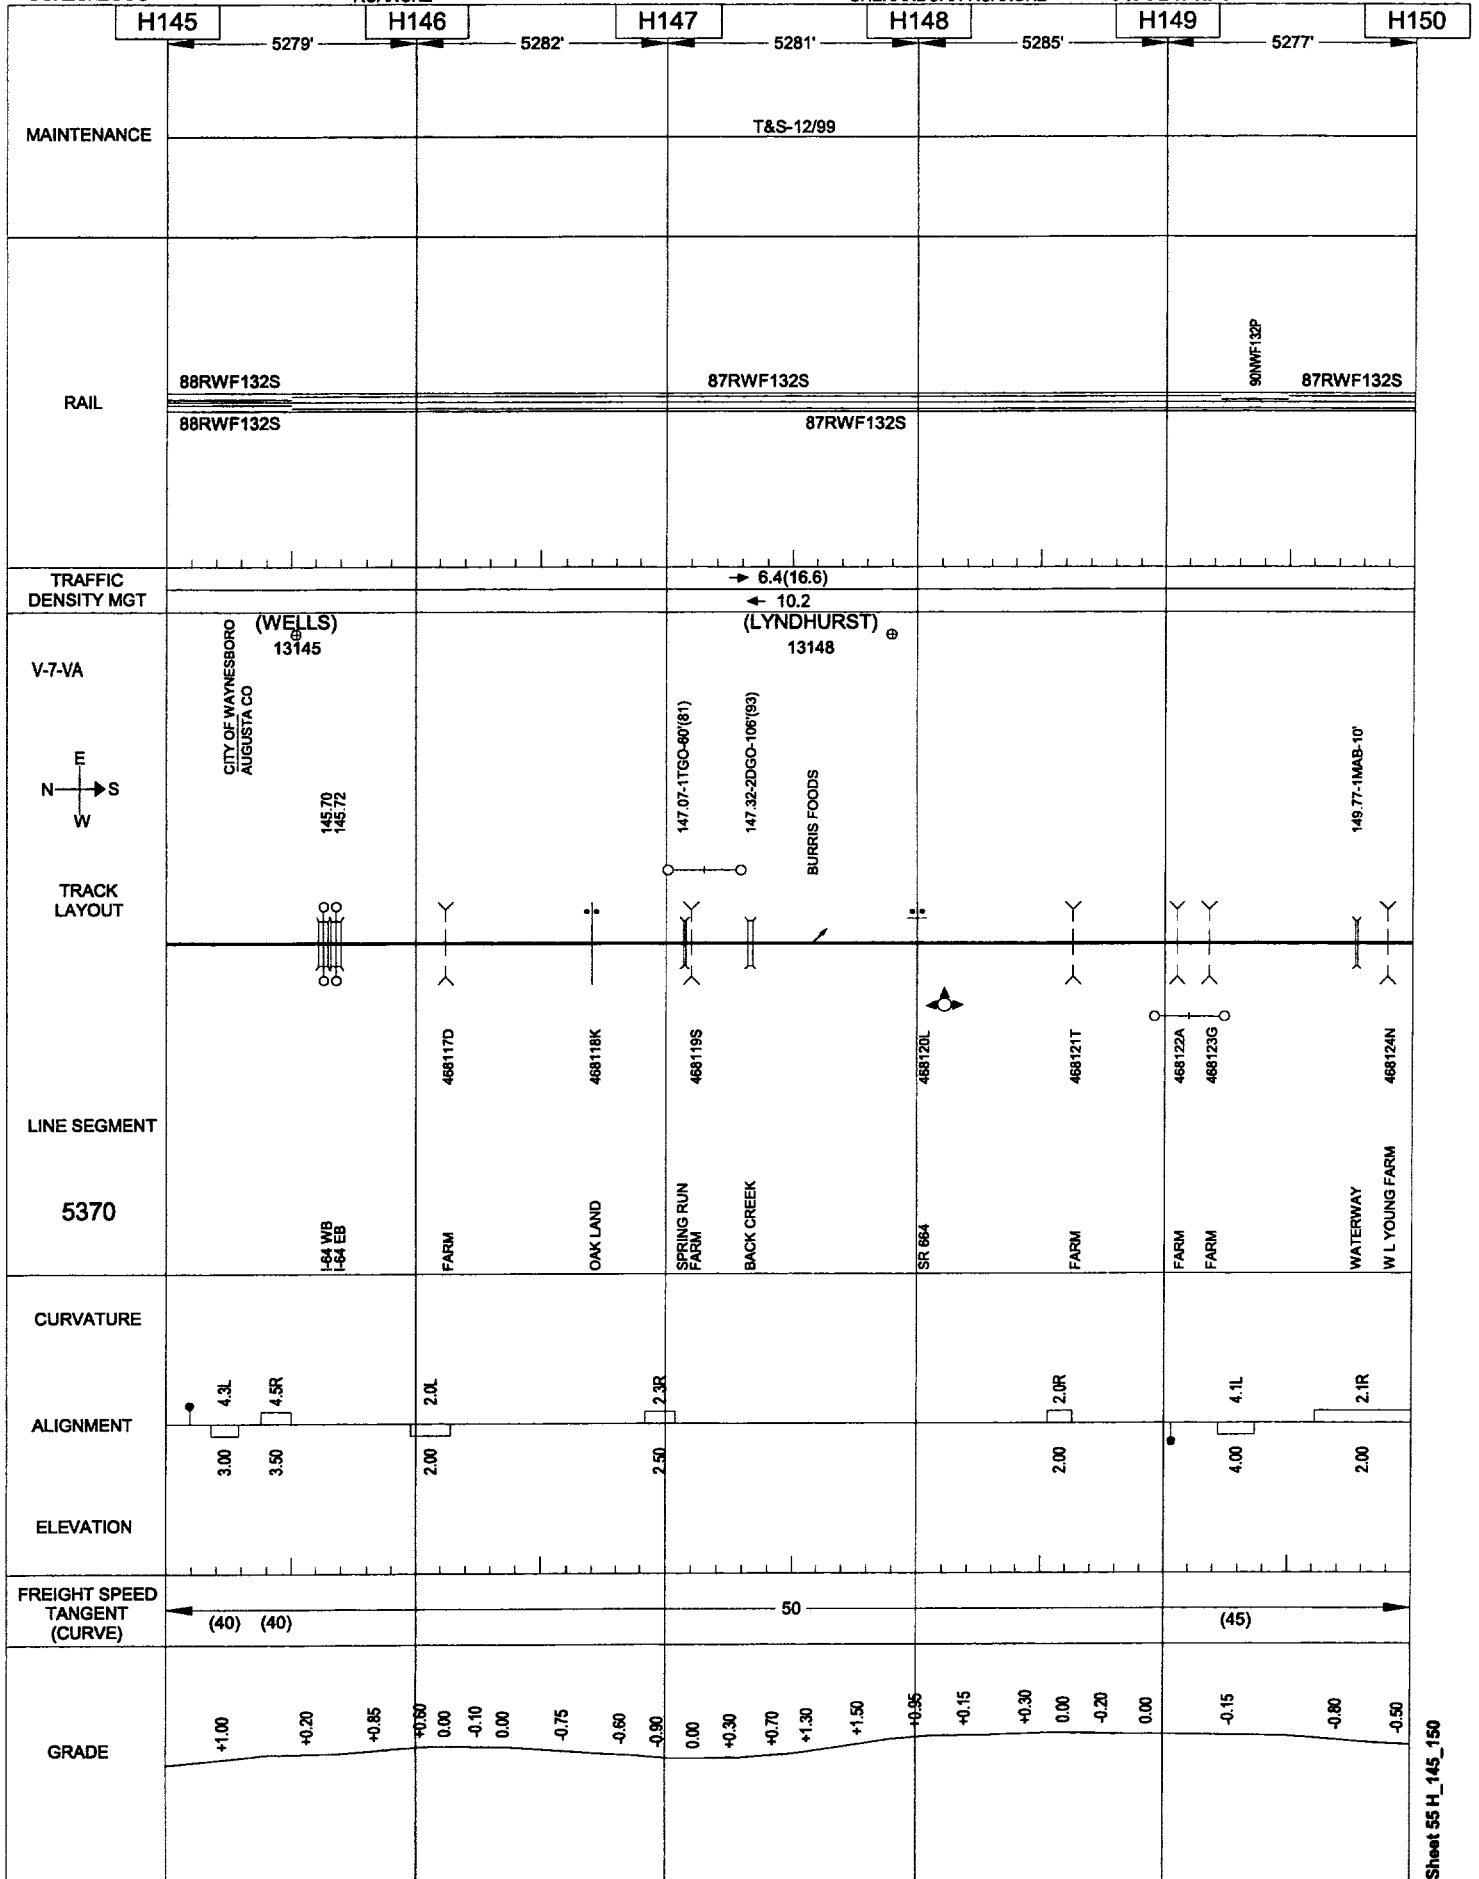 H145 H146 H147 H148 H149 H150
5279' 5282' 5281' 5285' 5277'
MAINTENANCE
T&S-12/99
RAIL
88RWF132S 87RWF132S 90NWF132P 87RWF132S
88RWF132S 87RWF132S
TRAFFIC
DENSITY MGT
6.4(16.6)
10.2
(WELLS)
13145
(LYNDHURST)
13148
V-7-VA
CITY OF WAYNESBORO
AUGUSTA CO
E
N S
W
145.70
145.72
147.07-1TGO-60'(81)
147.32-2DGO-106'(93)
BURRIS FOODS
149.77-1MAB-10'
TRACK
LAYOUT
468117D
468118K
468119S
468120L
468121T
468122A
468123G
468124N
LINE SEGMENT
5370
I-64 WB
I-64 EB
FARM
OAK LAND
SPRING RUN
FARM
BACK CREEK
SR 664
FARM
FARM
FARM
WATERWAY
W L YOUNG FARM
CURVATURE
4.3L 4.5R 2.0L 2.3R 2.0R 4.1L 2.1R
ALIGNMENT
3.00 3.50 2.00 2.50 2.00 4.00 2.00
ELEVATION
FREIGHT SPEED
TANGENT
(CURVE)
(40) (40) 50 (45)
GRADE
+1.00 +0.20 +0.85 +0.60 0.00 -0.10 0.00 -0.75 -0.60 -0.90 0.00 +0.30 +0.70 +1.30 +1.50 +0.95 +0.15 +0.30 0.00 -0.20 0.00 -0.15 -0.80 -0.50
Sheet 55 H_145_150